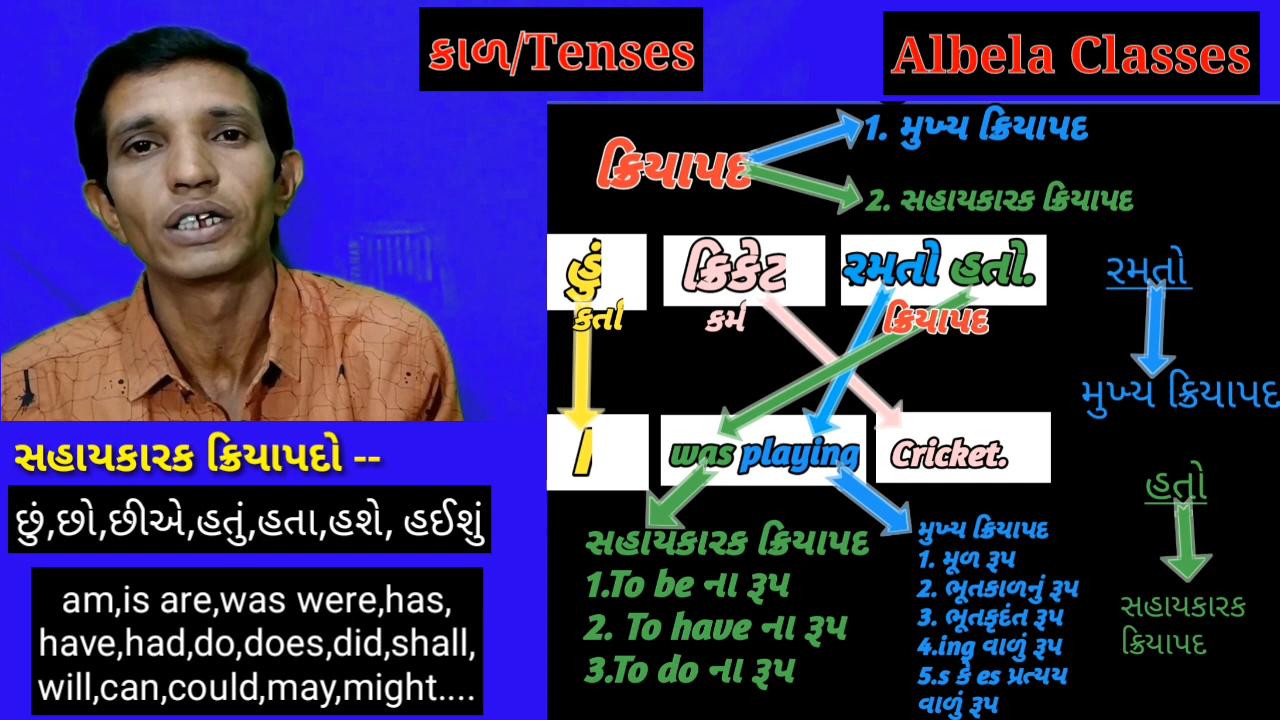 કાળ/Tenses
Albela Classes
ક્રિયાપદ
1. મુખ્ય ક્રિયાપદ
2. સહાયકારક ક્રિયાપદ
હું ક્રિકેટ રમતો હતો.
કર્તા કર્મ ક્રિયાપદ
I was playing Cricket.
રમતો
મુખ્ય ક્રિયાપદ
હતો
સહાયકારક
ક્રિયાપદ
સહાયકારક ક્રિયાપદ
1.To be ના રૂપ
2. To have ના રૂપ
3.To do ના રૂપ
મુખ્ય ક્રિયાપદ
1. મૂળ રૂપ
2. ભૂતકાળનું રૂપ
3. ભૂતકૃદંત રૂપ
4.ing વાળું રૂપ
5.s કે es પ્રત્યય
વાળું રૂપ
સહાયકારક ક્રિયાપદો --
છું,છો,છીએ,હતું,હતા,હશે, હઈશું
am,is are,was were,has,
have,had,do,does,did,shall,
will,can,could,may,might....